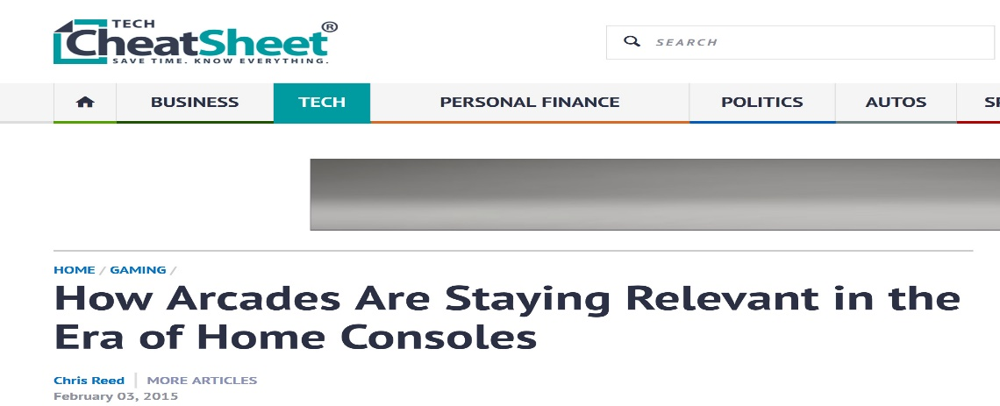 TECH
CheatSheet®
SAVE TIME. KNOW EVERYTHING.
SEARCH
BUSINESS TECH PERSONAL FINANCE POLITICS AUTOS SP
HOME / GAMING /
How Arcades Are Staying Relevant in the
Era of Home Consoles
Chris Reed | MORE ARTICLES
February 03, 2015